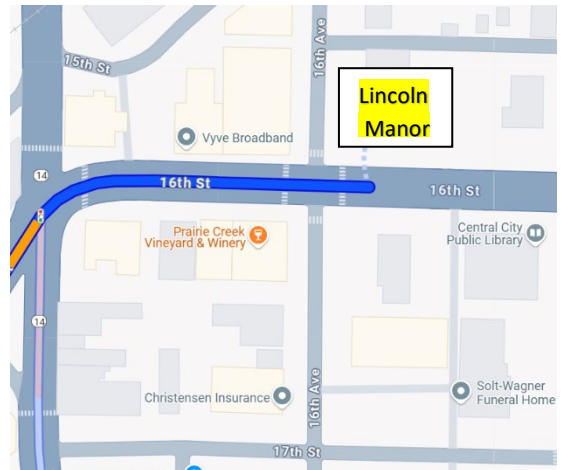 15th St
16th Ave
Lincoln
Manor
Vyve Broadband
14
16th St
16th St
Prairie Creek
Vineyard & Winery
Central City
Public Library
14
Christensen Insurance
16th Ave
Solt-Wagner
Funeral Home
17th St